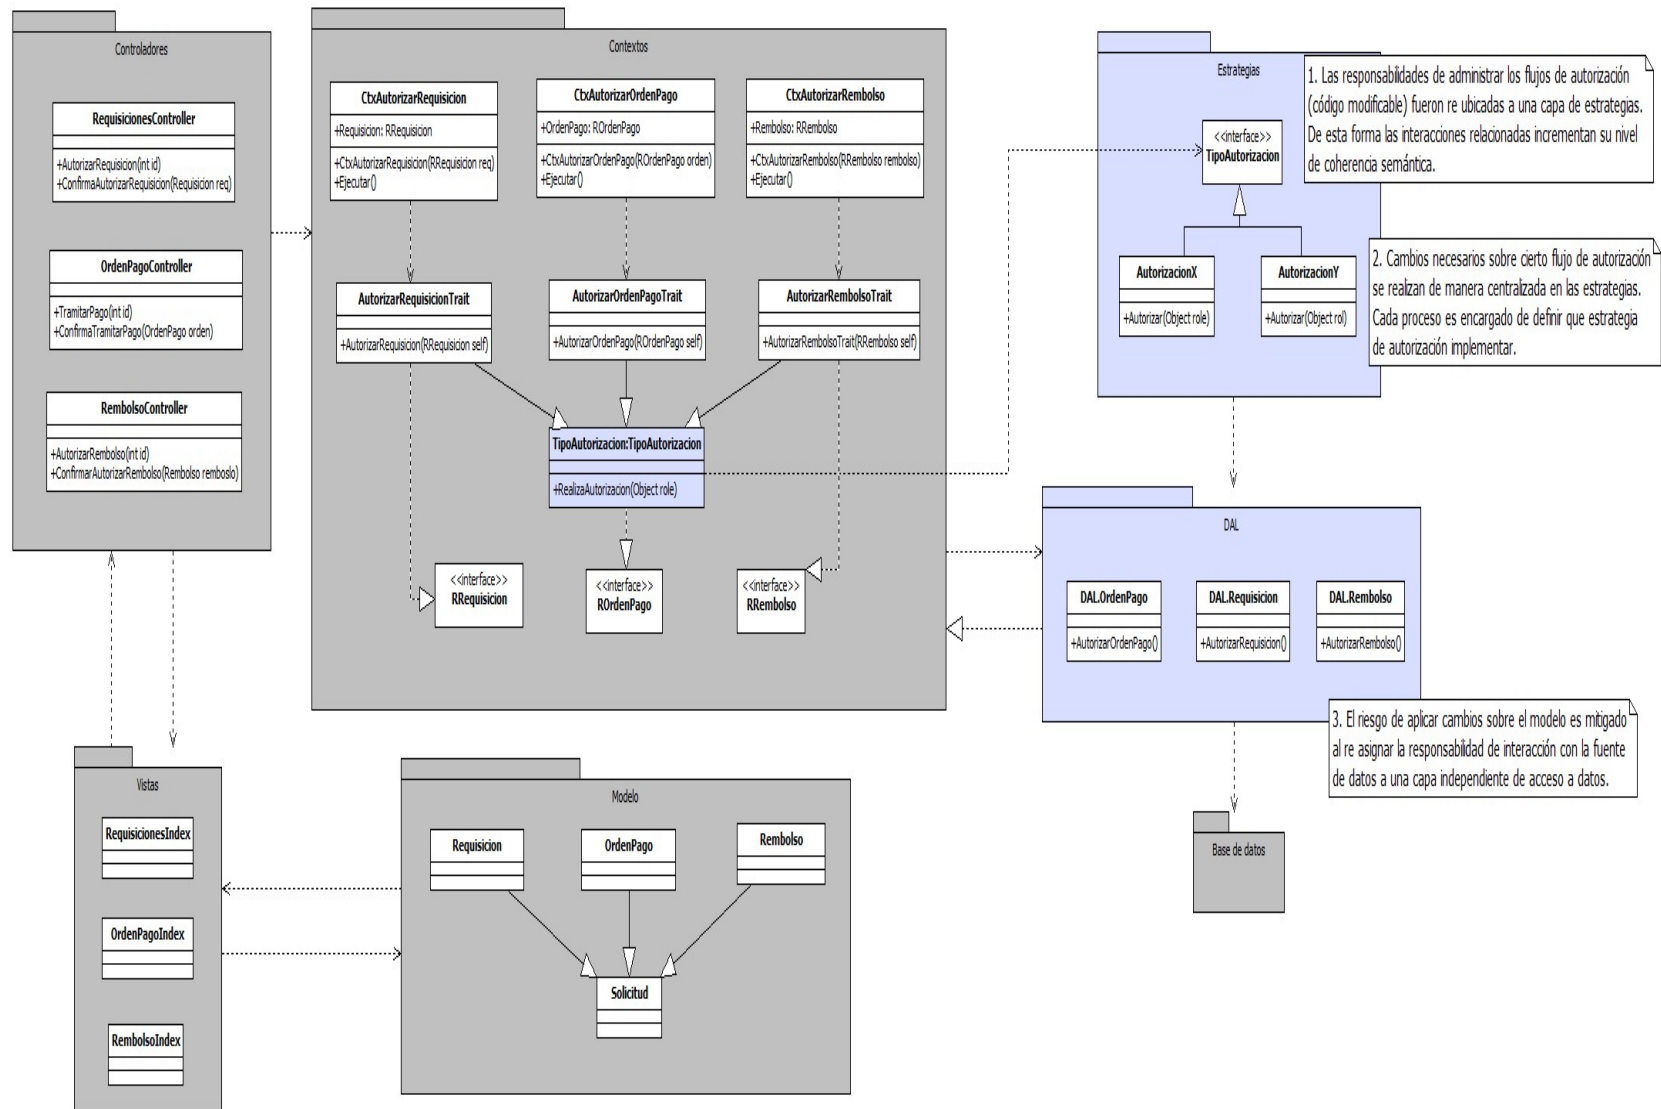 Controladores
RequisicionesController
+AutorizarRequisicion(int id)
+ConfirmaAutorizarRequisicion(Requisicion req)
OrdenPagoController
+TramitarPago(int id)
+ConfirmaTramitarPago(OrdenPago orden)
RembolsoController
+AutorizarRembolso(int id)
+ConfirmarAutorizarRembolso(Rembolso remboslo)
Contextos
CtxAutorizarRequisicion
+Requisicion: RRequisicion
+CtxAutorizarRequisicion(RRequisicion req)
+Ejecutar()
CtxAutorizarOrdenPago
+OrdenPago: ROrdenPago
+CtxAutorizarOrdenPago(ROrdenPago orden)
+Ejecutar()
CtxAutorizarRembolso
+Rembolso: RRembolso
+CtxAutorizarRembolso(RRembolso rembolso)
+Ejecutar()
AutorizarRequisicionTrait
+AutorizarRequisicion(RRequisicion self)
AutorizarOrdenPagoTrait
+AutorizarOrdenPago(ROrdenPago self)
AutorizarRembolsoTrait
+AutorizarRembolsoTrait(RRembolso self)
TipoAutorizacion:TipoAutorizacion
+RealizaAutorizacion(Object role)
<<interface>>
RRequisicion
<<interface>>
ROrdenPago
<<interface>>
RRembolso
Estrategias
<<interface>>
TipoAutorizacion
AutorizacionX
+Autorizar(Object role)
AutorizacionY
+Autorizar(Object rol)
1. Las responsabilidades de administrar los flujos de autorización
(código modificable) fueron re ubicadas a una capa de estrategias.
De esta forma las interacciones relacionadas incrementan su nivel
de coherencia semántica.
2. Cambios necesarios sobre cierto flujo de autorización
se realizan de manera centralizada en las estrategias.
Cada proceso es encargado de definir que estrategia
de autorización implementar.
DAL
DAL.OrdenPago
+AutorizarOrdenPago()
DAL.Requisicion
+AutorizarRequisicion()
DAL.Rembolso
+AutorizarRembolso()
3. El riesgo de aplicar cambios sobre el modelo es mitigado
al re asignar la responsabilidad de interacción con la fuente
de datos a una capa independiente de acceso a datos.
Base de datos
Vistas
RequisicionesIndex
OrdenPagoIndex
RembolsoIndex
Modelo
Requisicion
OrdenPago
Rembolso
Solicitud